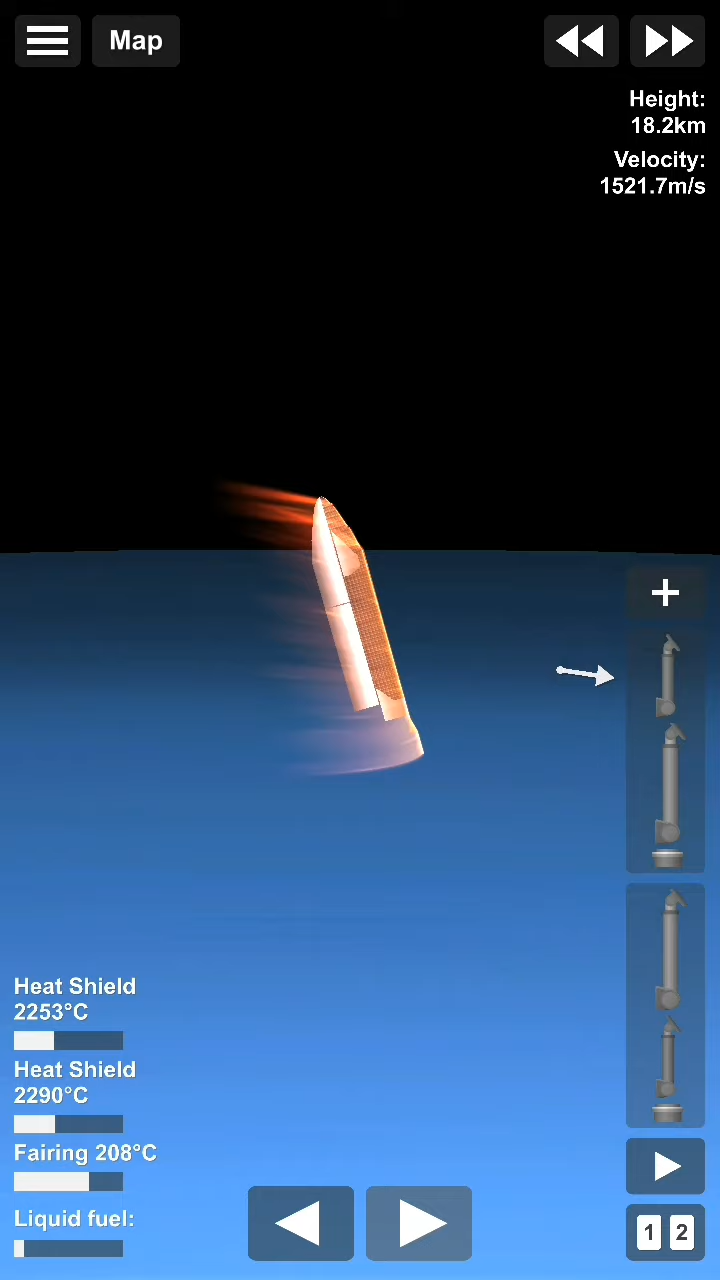 Map
Height:
18.2km
Velocity:
1521.7m/s
Heat Shield
2253°C
Heat Shield
2290°C
Fairing 208°C
Liquid fuel:
1 2